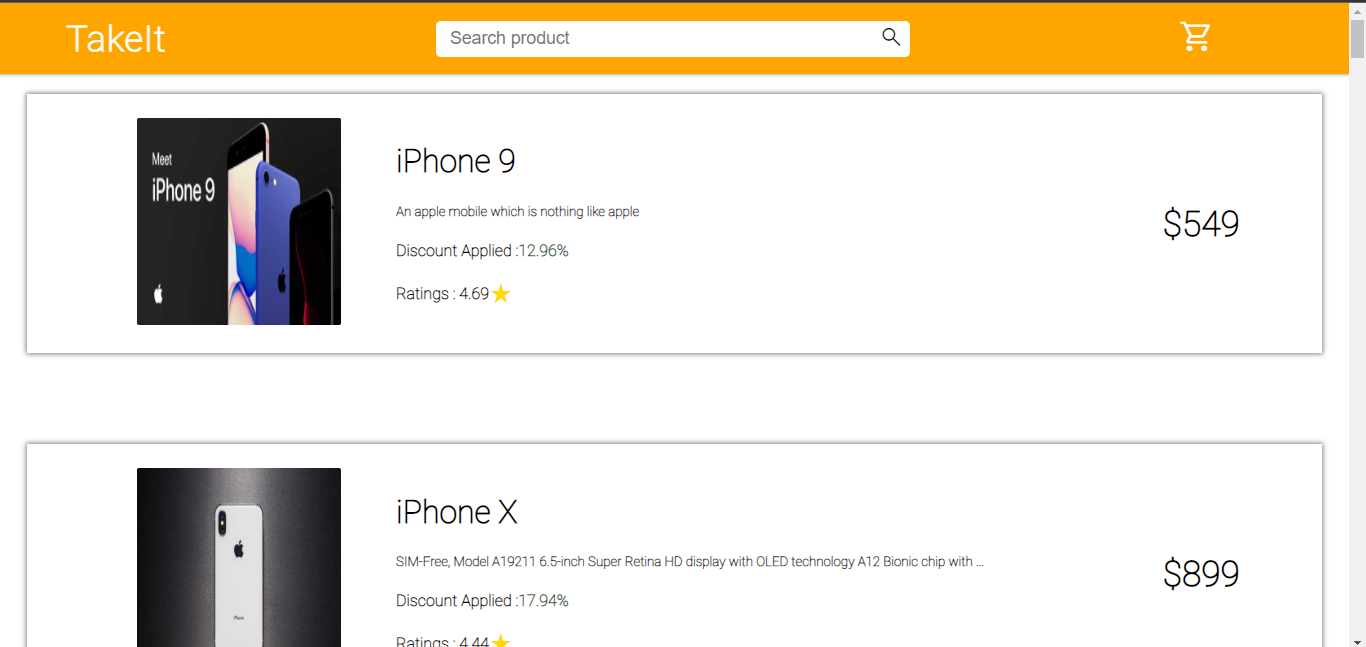 TakeIt
Search product
Meet
iPhone 9
iPhone 9
An apple mobile which is nothing like apple
Discount Applied :12.96%
Ratings : 4.69
$549
iPhone X
SIM-Free, Model A19211 6.5-inch Super Retina HD display with OLED technology A12 Bionic chip with ...
Discount Applied :17.94%
Ratings : 4.44
$899
iPhone